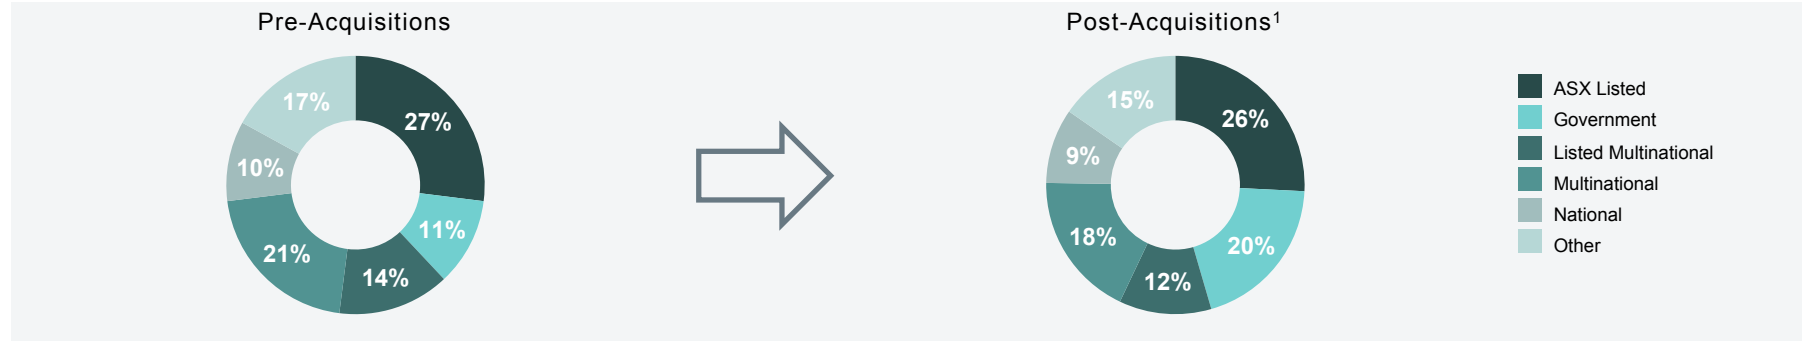 Pre-Acquisitions
17%
27%
10%
11%
21%
14%
Post-Acquisitions¹
15%
26%
9%
18%
20%
12%
ASX Listed
Government
Listed Multinational
Multinational
National
Other